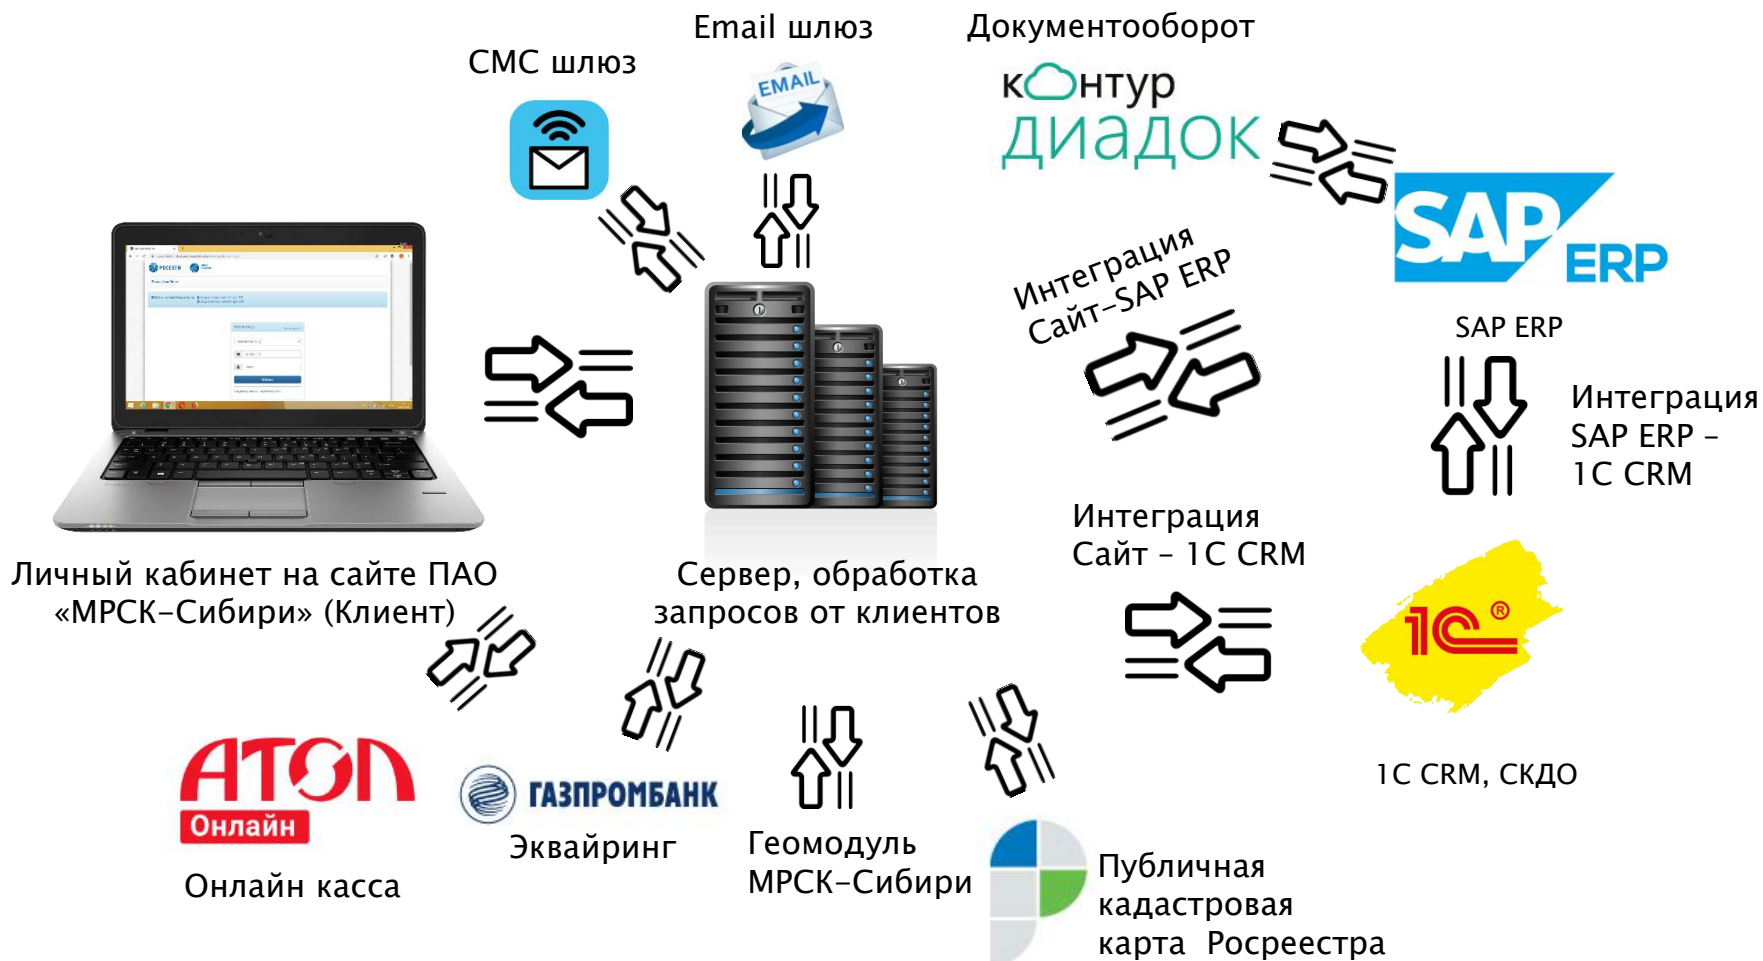 Email шлюз
Документооборот
СМС шлюз
EMAIL
контур
диадок
SAP
ERP
Интеграция
Сайт–SAP ERP
SAP ERP
РОССЕТИ
Интеграция
SAP ERP –
1С CRM
Интеграция
Сайт – 1С CRM
Личный кабинет на сайте ПАО
«МРСК–Сибири» (Клиент)
Сервер, обработка
запросов от клиентов
1С ®
1С CRM, СКДО
АТОЛ
Онлайн
Онлайн касса
ГАЗПРОМБАНК
Эквайринг
Геомодуль
МРСК–Сибири
Публичная
кадастровая
карта Росреестра